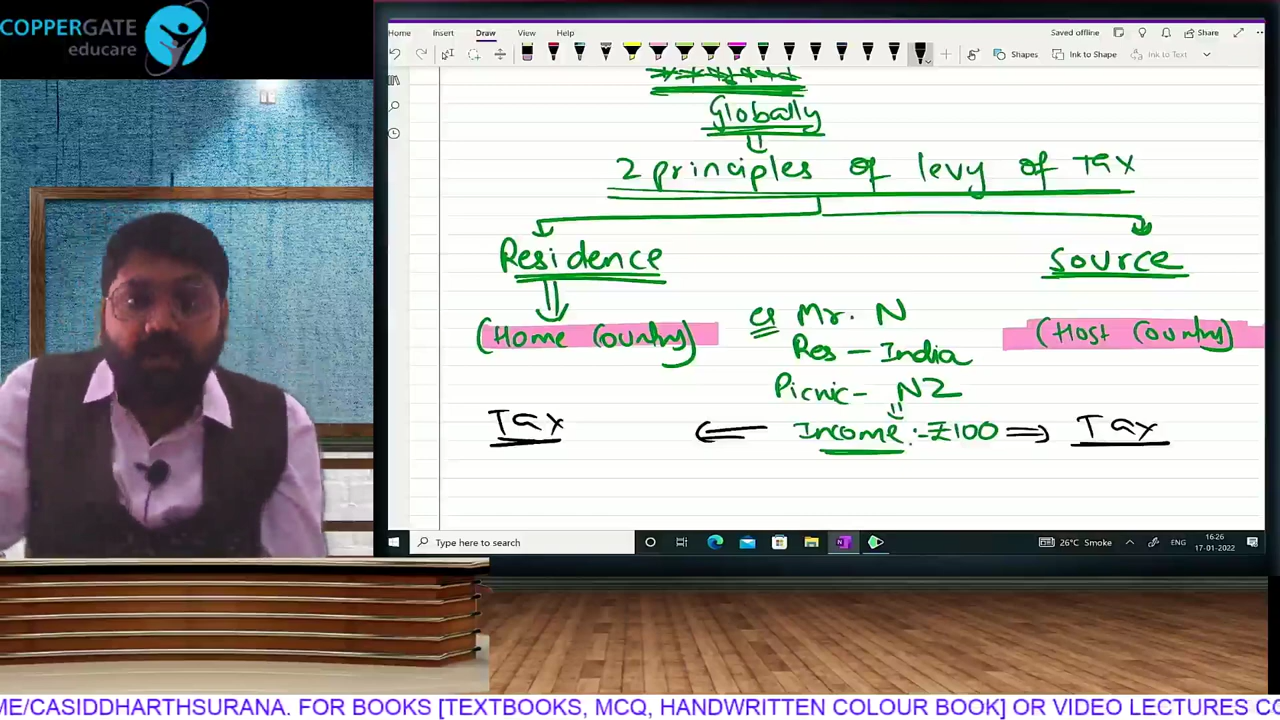 COPPERGATE
educare
Home Insert Draw View Help
Saved offline
Share
Shapes
Ink to Shape
Ink to Text
Globally
2 principles of levy of Tax
Residence
Source
(Home Country)
eg Mr. N
(Host Country)
Res - India
Picnic - NZ
Tax
Income :- ₹100
Tax
Type here to search
26°C Smoke
ENG
16:26
17-01-2022
ME/CASIDDHARTHSURANA. FOR BOOKS [TEXTBOOKS, MCQ, HANDWRITTEN COLOUR BOOK] OR VIDEO LECTURES CO